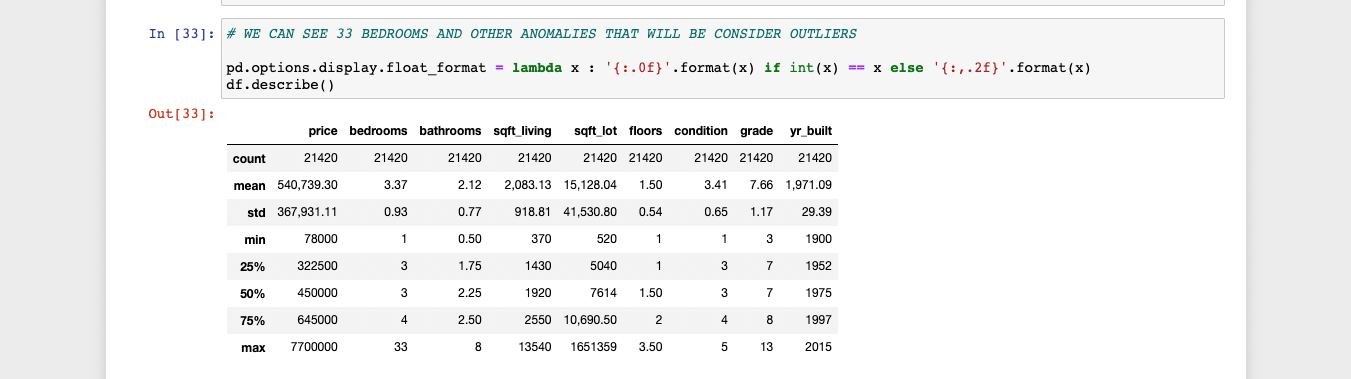 In [33]: # WE CAN SEE 33 BEDROOMS AND OTHER ANOMALIES THAT WILL BE CONSIDER OUTLIERS
pd.options.display.float_format = lambda x : '{:.0f}'.format(x) if int(x) == x else '{:,.2f}'.format(x)
df.describe()
Out[33]:
price bedrooms bathrooms sqft_living sqft_lot floors condition grade yr_built
count 21420 21420 21420 21420 21420 21420 21420 21420 21420
mean 540,739.30 3.37 2.12 2,083.13 15,128.04 1.50 3.41 7.66 1,971.09
std 367,931.11 0.93 0.77 918.81 41,530.80 0.54 0.65 1.17 29.39
min 78000 1 0.50 370 520 1 1 3 1900
25% 322500 3 1.75 1430 5040 1 3 7 1952
50% 450000 3 2.25 1920 7614 1.50 3 7 1975
75% 645000 4 2.50 2550 10,690.50 2 4 8 1997
max 7700000 33 8 13540 1651359 3.50 5 13 2015